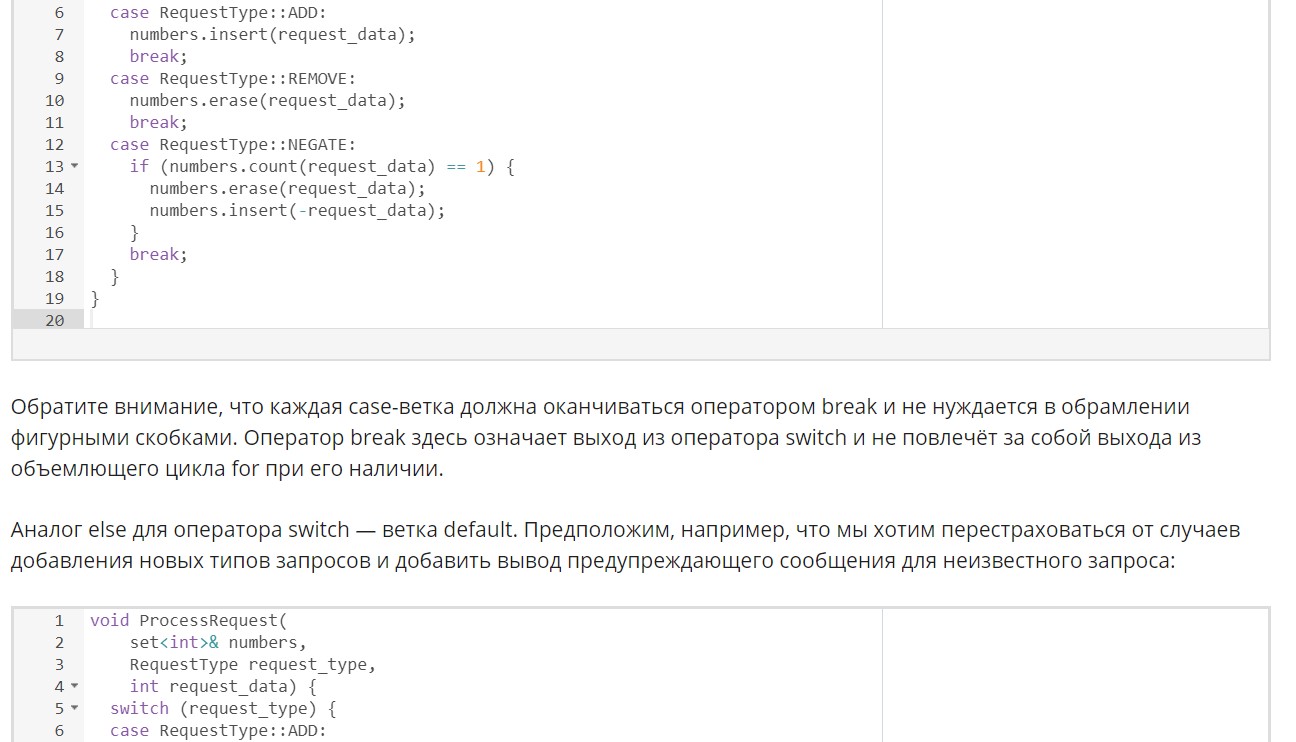 6 case RequestType::ADD:
7 numbers.insert(request_data);
8 break;
9 case RequestType::REMOVE:
10 numbers.erase(request_data);
11 break;
12 case RequestType::NEGATE:
13 if (numbers.count(request_data) == 1) {
14 numbers.erase(request_data);
15 numbers.insert(-request_data);
16 }
17 break;
18 }
19 }
20
Обратите внимание, что каждая case-ветка должна оканчиваться оператором break и не нуждается в обрамлении
фигурными скобками. Оператор break здесь означает выход из оператора switch и не повлечёт за собой выхода из
объемлющего цикла for при его наличии.
Аналог else для оператора switch — ветка default. Предположим, например, что мы хотим перестраховаться от случаев
добавления новых типов запросов и добавить вывод предупреждающего сообщения для неизвестного запроса:
1 void ProcessRequest(
2 set<int>& numbers,
3 RequestType request_type,
4 int request_data) {
5 switch (request_type) {
6 case RequestType::ADD: